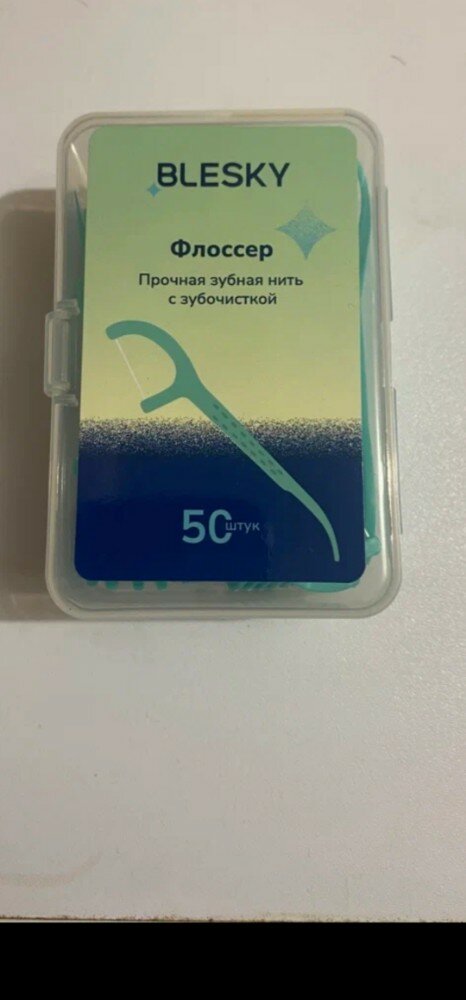 BLESKY
Флоссер
Прочная зубная нить
с зубочисткой
50 штук